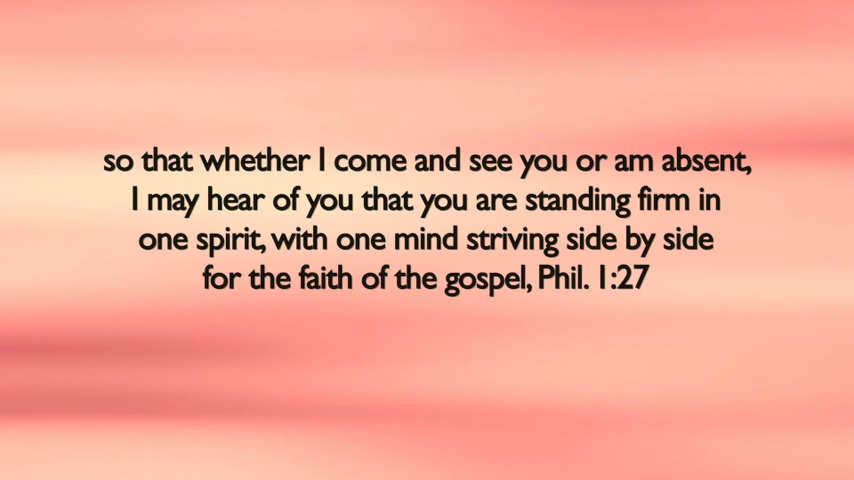 so that whether I come and see you or am absent,
I may hear of you that you are standing firm in
one spirit, with one mind striving side by side
for the faith of the gospel, Phil. 1:27